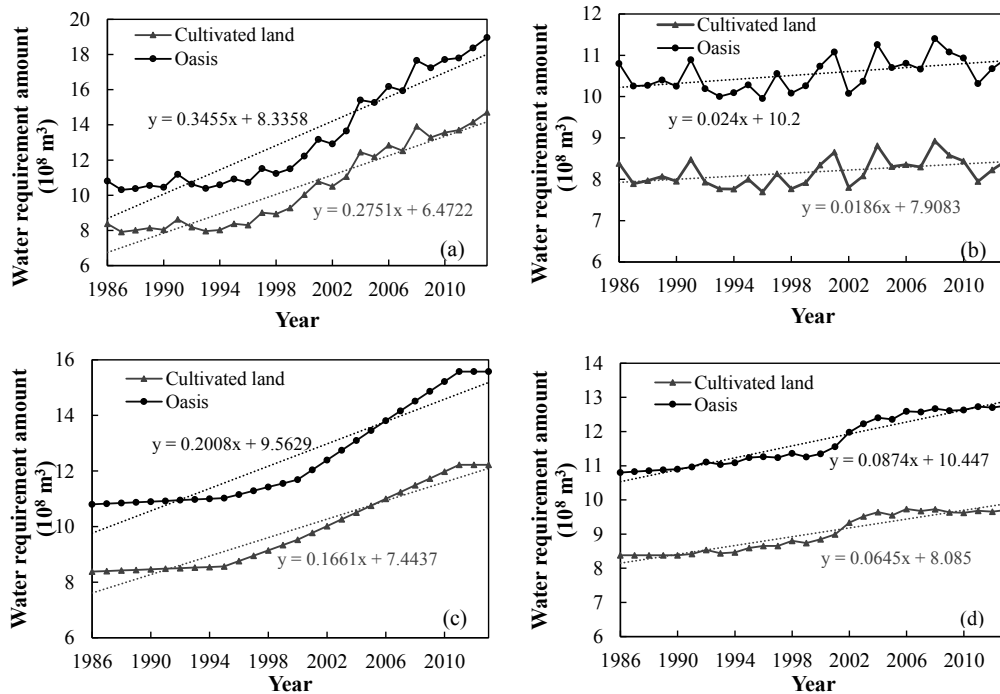 Water requirement amount
(10⁸ m³)
20
18
16
14
12
10
8
6
Cultivated land
Oasis
y = 0.3455x + 8.3358
y = 0.2751x + 6.4722
(a)
1986 1990 1994 1998 2002 2006 2010
Year
Water requirement amount
(10⁸ m³)
12
11
10
9
8
7
6
Cultivated land
Oasis
y = 0.024x + 10.2
y = 0.0186x + 7.9083
(b)
1986 1990 1994 1998 2002 2006 2010
Year
Water requirement amount
(10⁸ m³)
16
14
12
10
8
6
Cultivated land
Oasis
y = 0.2008x + 9.5629
y = 0.1661x + 7.4437
(c)
1986 1990 1994 1998 2002 2006 2010
Year
Water requirement amount
(10⁸ m³)
14
13
12
11
10
9
8
7
6
Cultivated land
Oasis
y = 0.0874x + 10.447
y = 0.0645x + 8.085
(d)
1986 1990 1994 1998 2002 2006 2010
Year